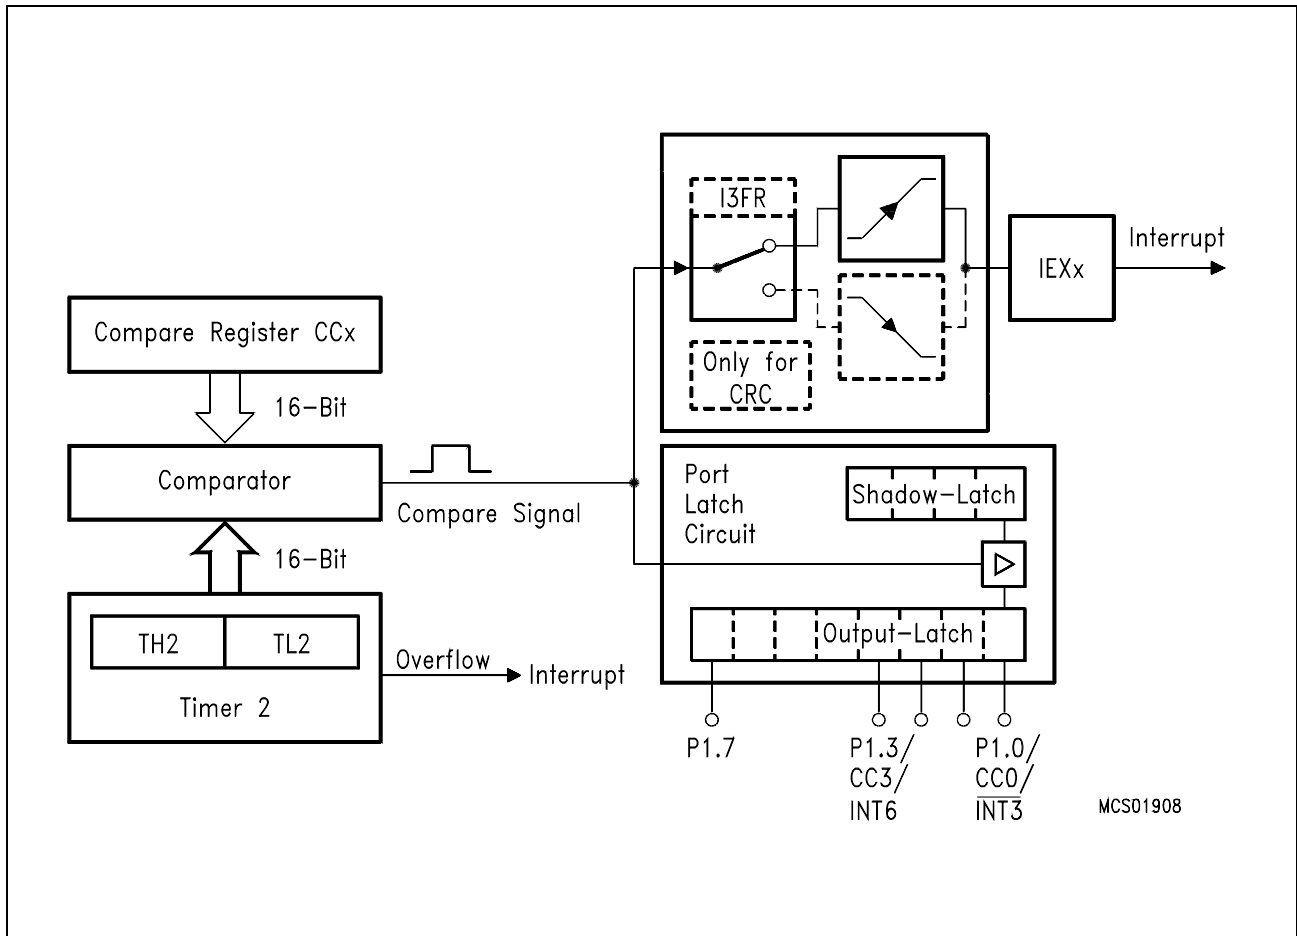 I3FR
Only for
CRC
IEXx
Interrupt
Compare Register CCx
16-Bit
Comparator
Compare Signal
16-Bit
TH2
TL2
Timer 2
Overflow
Interrupt
Port
Latch
Circuit
Shadow-Latch
Output-Latch
P1.7
P1.3/
CC3/
INT6
P1.0/
CC0/
INT3
MCS01908